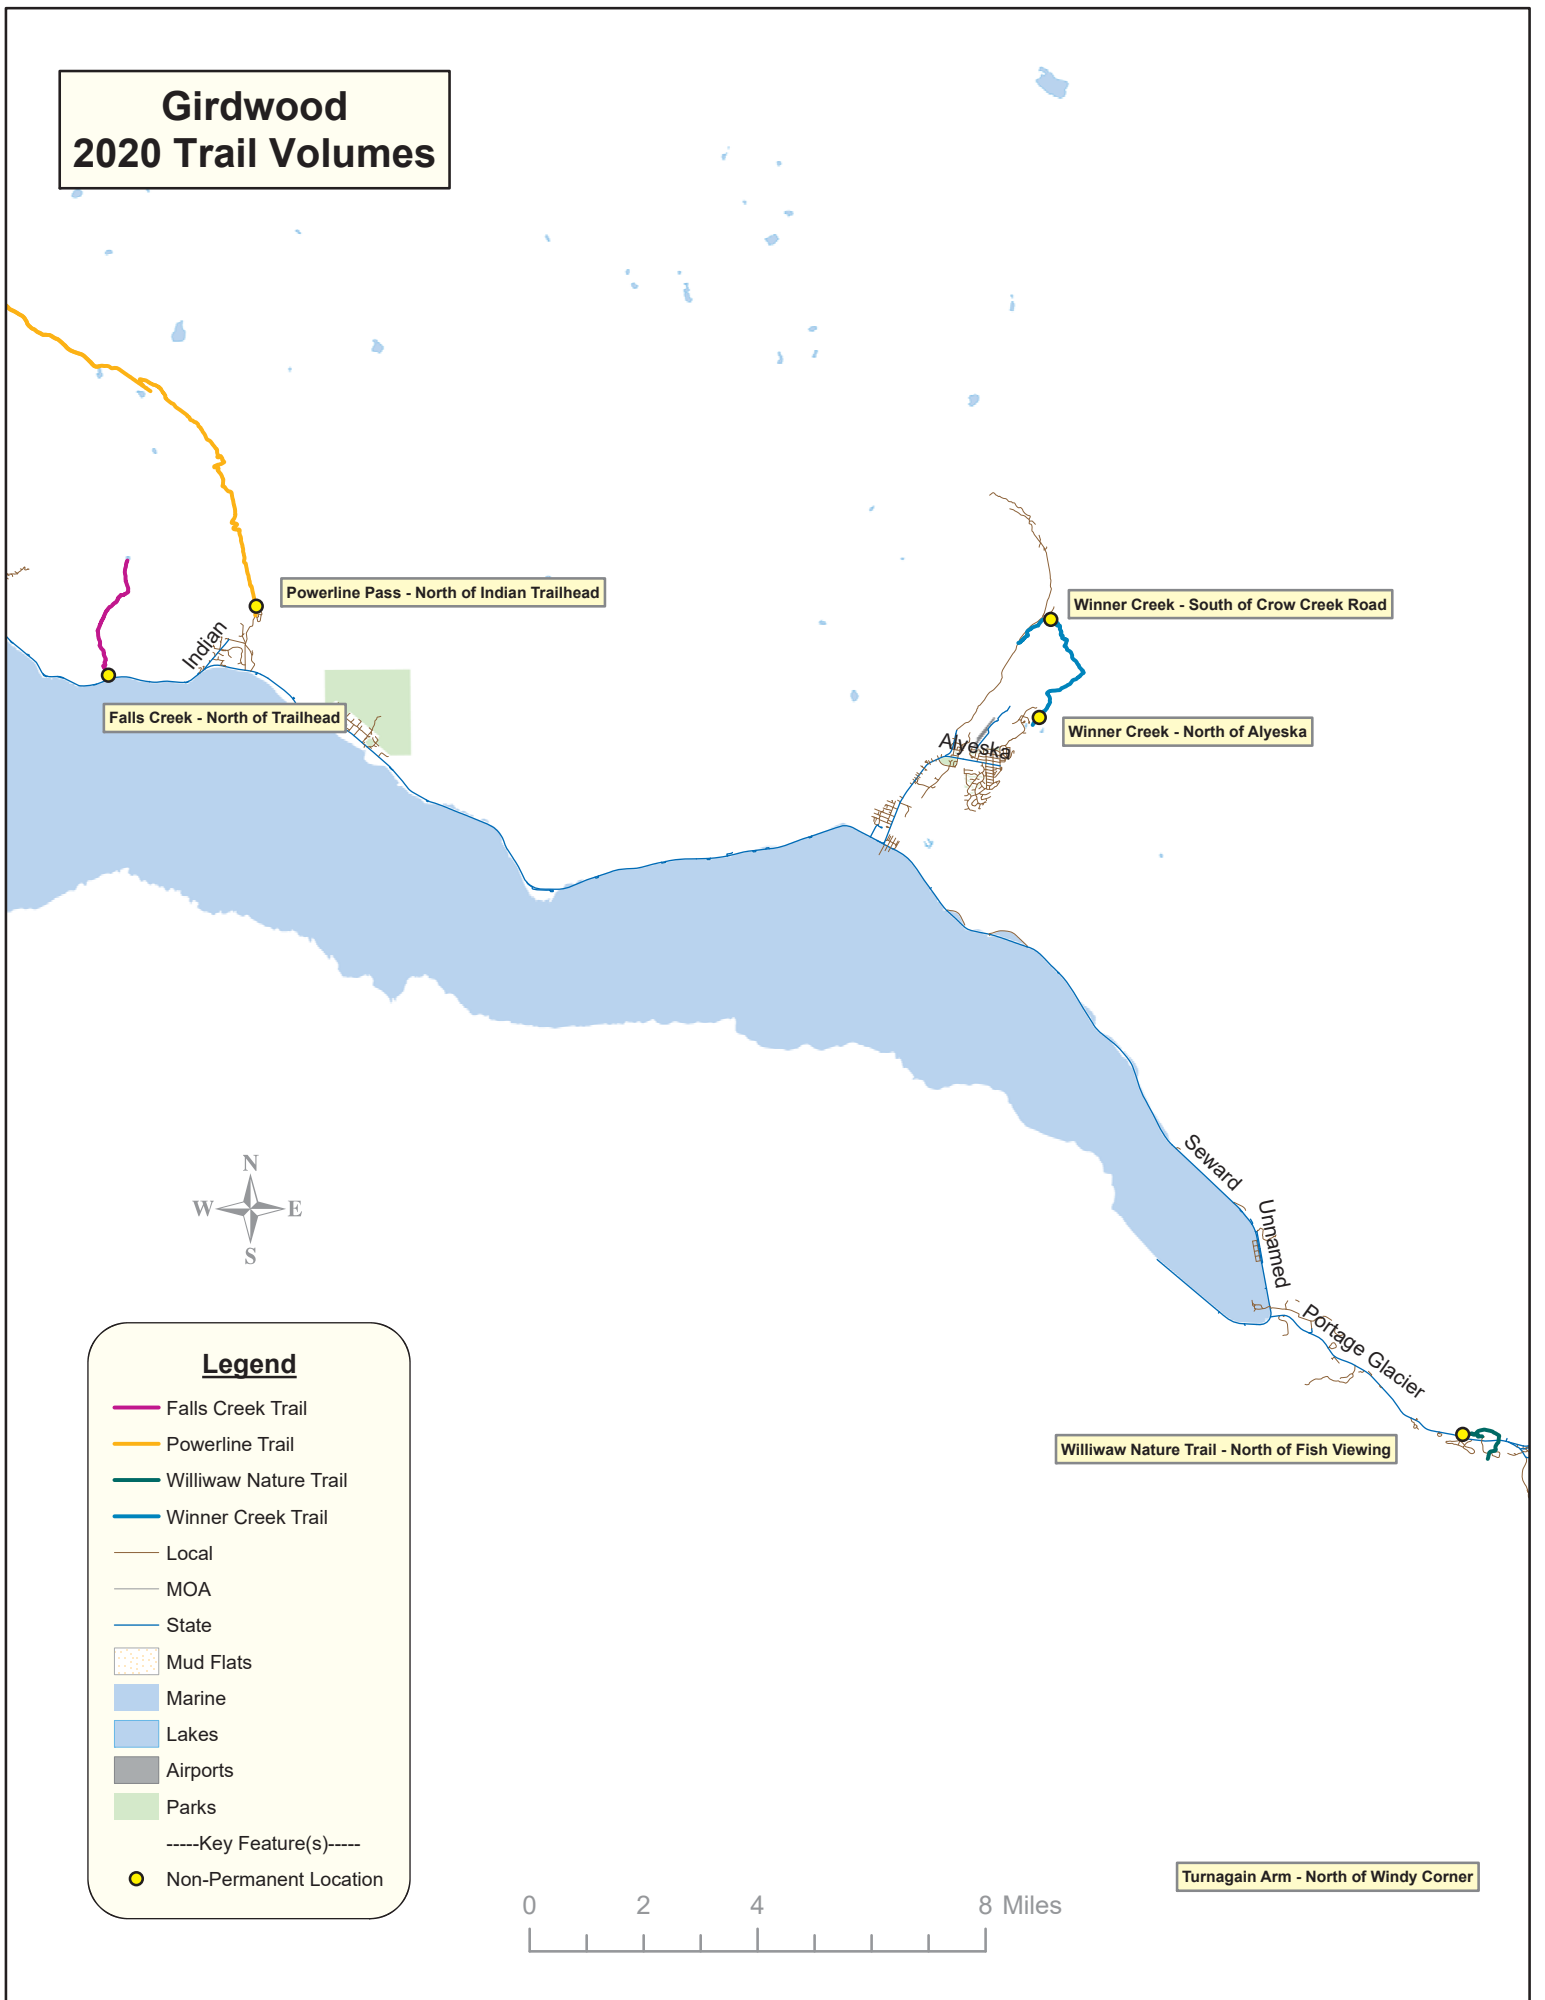 Girdwood
2020 Trail Volumes
Powerline Pass - North of Indian Trailhead
Winner Creek - South of Crow Creek Road
Indian
Falls Creek - North of Trailhead
Winner Creek - North of Alyeska
Alyeska
Seward
Unnamed
Portage Glacier
N
W
E
S
Williwaw Nature Trail - North of Fish Viewing
Legend
Falls Creek Trail
Powerline Trail
Williwaw Nature Trail
Winner Creek Trail
Local
MOA
State
Mud Flats
Marine
Lakes
Airports
Parks
-----Key Feature(s)-----
Non-Permanent Location
Turnagain Arm - North of Windy Corner
0 2 4 8 Miles